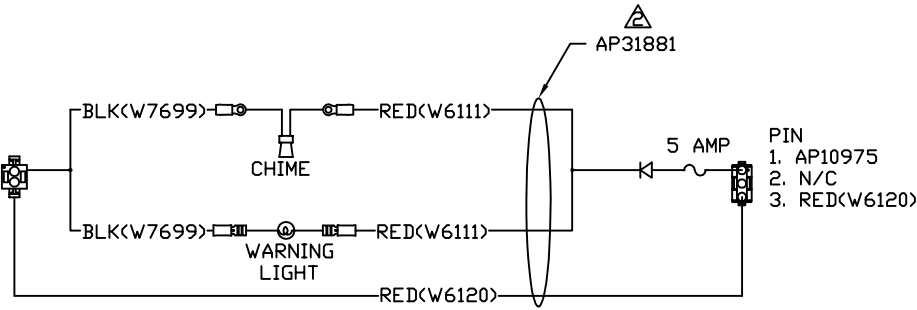 2
AP31881
BLK(W7699)
RED(W6111)
CHIME
5 AMP
PIN
1. AP10975
2. N/C
3. RED(W6120)
BLK(W7699)
RED(W6111)
WARNING
LIGHT
RED(W6120)